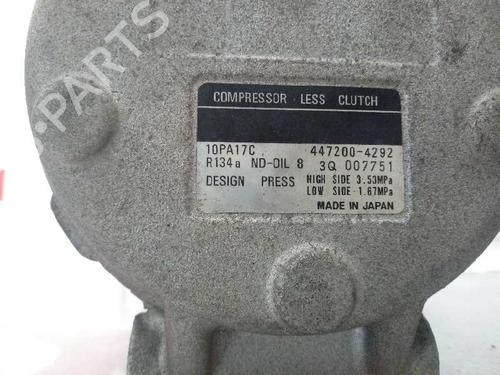 COMPRESSOR · LESS CLUTCH
10PA17C 447200-4292
R134a ND-OIL 8 3Q 007751
DESIGN PRESS HIGH SIDE 3.53MPa
LOW SIDE 1.67MPa
MADE IN JAPAN